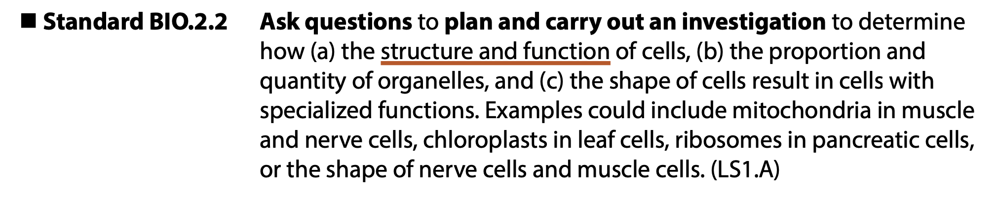 ■ Standard BIO.2.2 Ask questions to plan and carry out an investigation to determine
how (a) the structure and function of cells, (b) the proportion and
quantity of organelles, and (c) the shape of cells result in cells with
specialized functions. Examples could include mitochondria in muscle
and nerve cells, chloroplasts in leaf cells, ribosomes in pancreatic cells,
or the shape of nerve cells and muscle cells. (LS1.A)